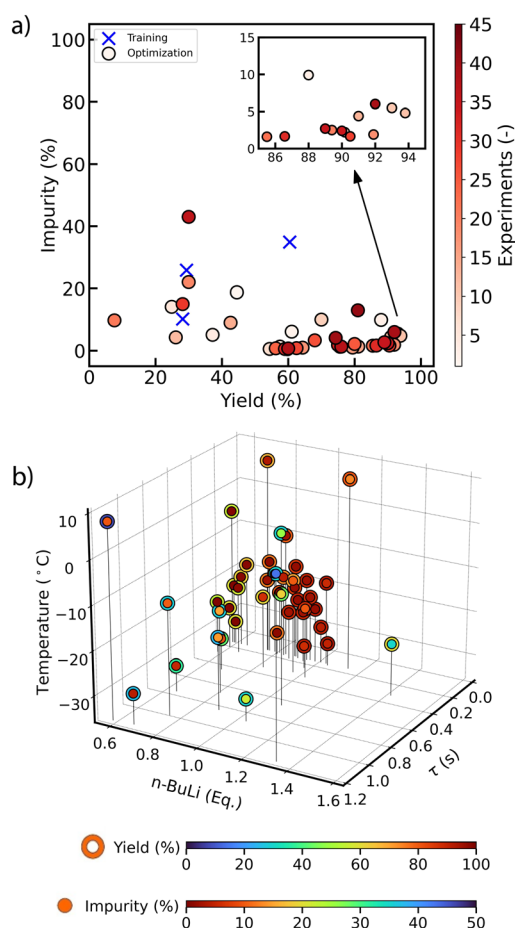 a)
100
80
60
40
20
0
Impurity (%)
0 20 40 60 80 100
Yield (%)
Training
Optimization
15
10
5
0
86 88 90 92 94
45
40
35
30
25
20
15
10
5
Experiments (-)
b)
10
0
−10
−20
−30
Temperature (°C)
0.6 0.8 1.0 1.2 1.4 1.6
n-BuLi (Eq.)
0.0
0.2
0.4
0.6
0.8
1.0
1.2
τ (s)
Yield (%)
0 20 40 60 80 100
Impurity (%)
0 10 20 30 40 50